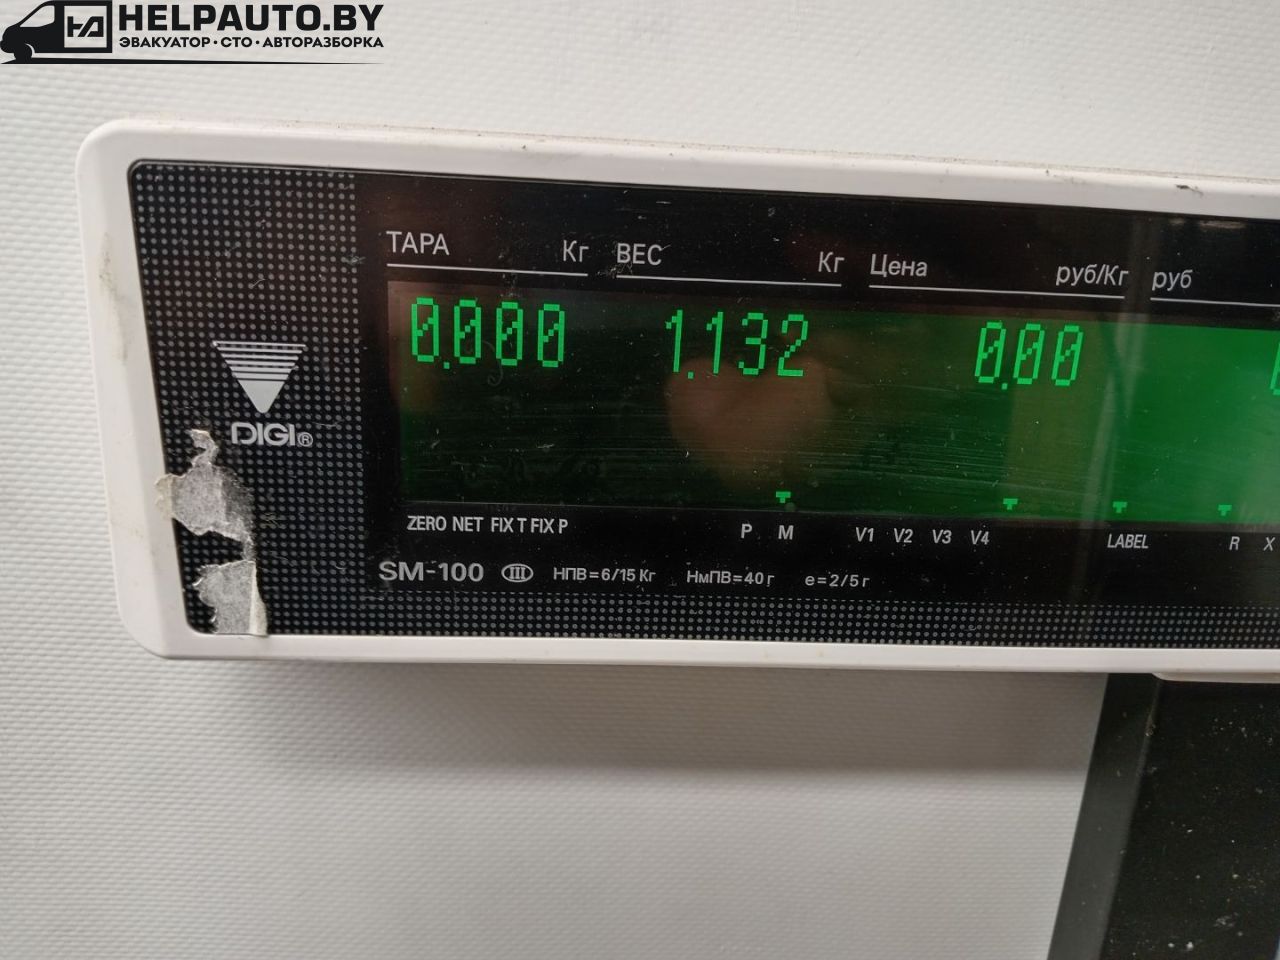 HELPAUTO.BY
ЭВАКУАТОР · СТО · АВТОРАЗБОРКА
ТАРА Кг ВЕС Кг Цена руб/Кг руб
0.000 1.132 0.00
DIGI®
ZERO NET FIX T FIX P P M V1 V2 V3 V4 LABEL R X
SM-100 III НПВ=6/15 Кг НмПВ=40 г e=2/5 г